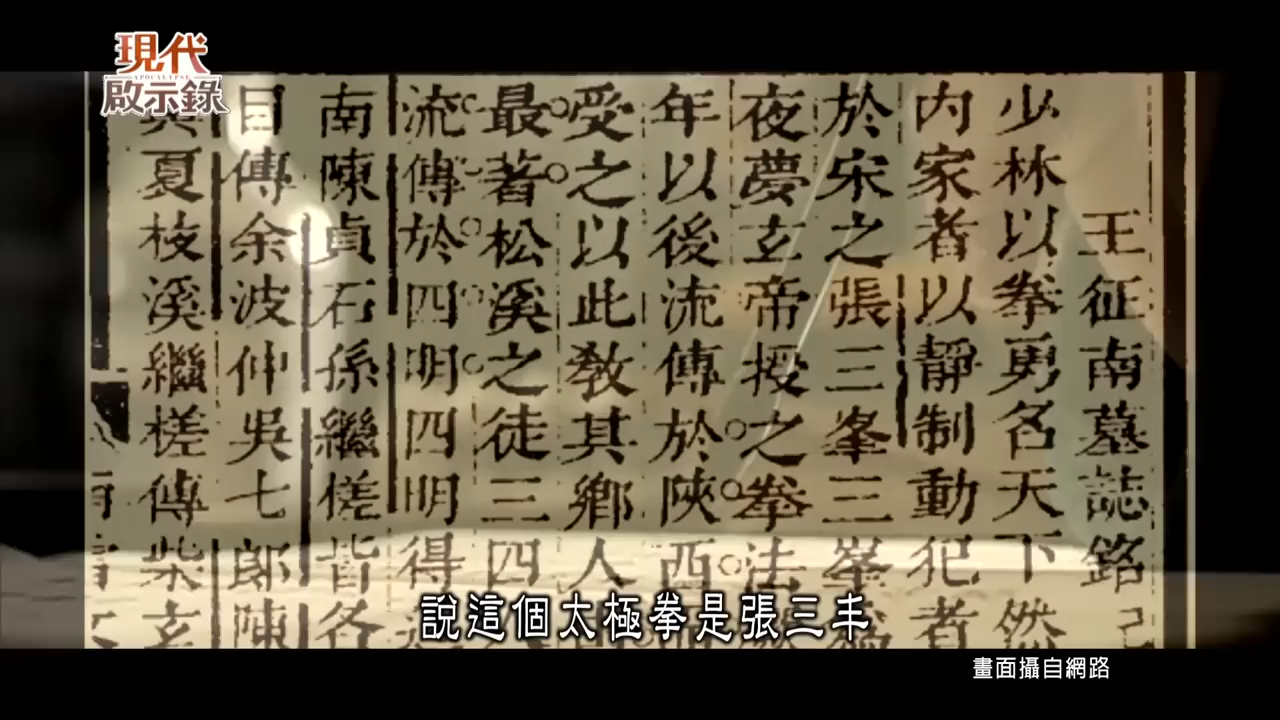 現代
APOCALYPSE
啟示錄
王征南墓誌銘
少林以拳勇名天下然
内家者以靜制動犯者
於宋之張三峯三峯
夜夢玄帝授之拳法
年以後流傳於陝西
受之以此教其鄉人
最著松溪之徒三四
流傳於四明四明得
南陳貞石孫繼槎皆各
目傳余波仲吳七郎陳
夏枝溪繼槎傳柴玄
說這個太極拳是張三丰
畫面攝自網路